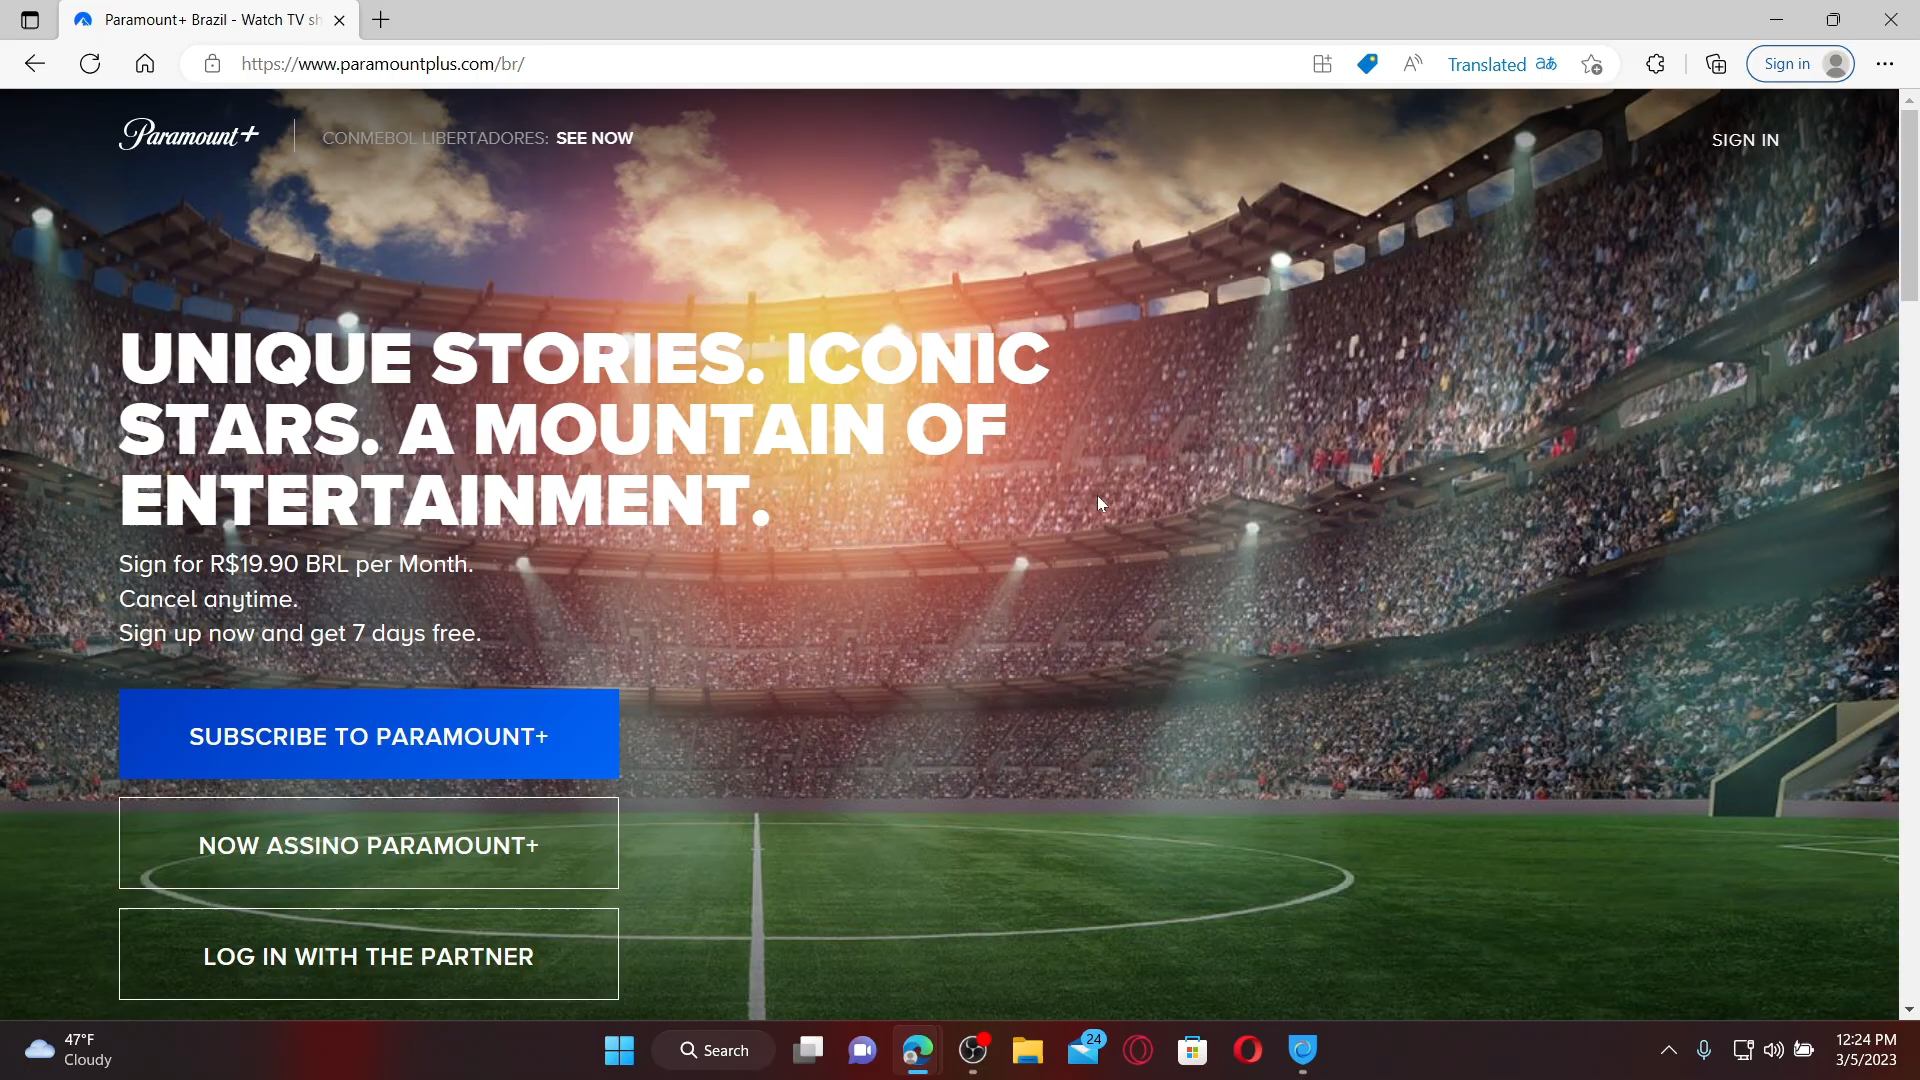 Paramount+ Brazil - Watch TV sh
https://www.paramountplus.com/br/
Translated
Sign in
Paramount+
CONMEBOL LIBERTADORES: SEE NOW
SIGN IN
UNIQUE STORIES. ICONIC
STARS. A MOUNTAIN OF
ENTERTAINMENT.
Sign for R$19.90 BRL per Month.
Cancel anytime.
Sign up now and get 7 days free.
SUBSCRIBE TO PARAMOUNT+
NOW ASSINO PARAMOUNT+
LOG IN WITH THE PARTNER
47°F
Cloudy
Search
24
12:24 PM
3/5/2023